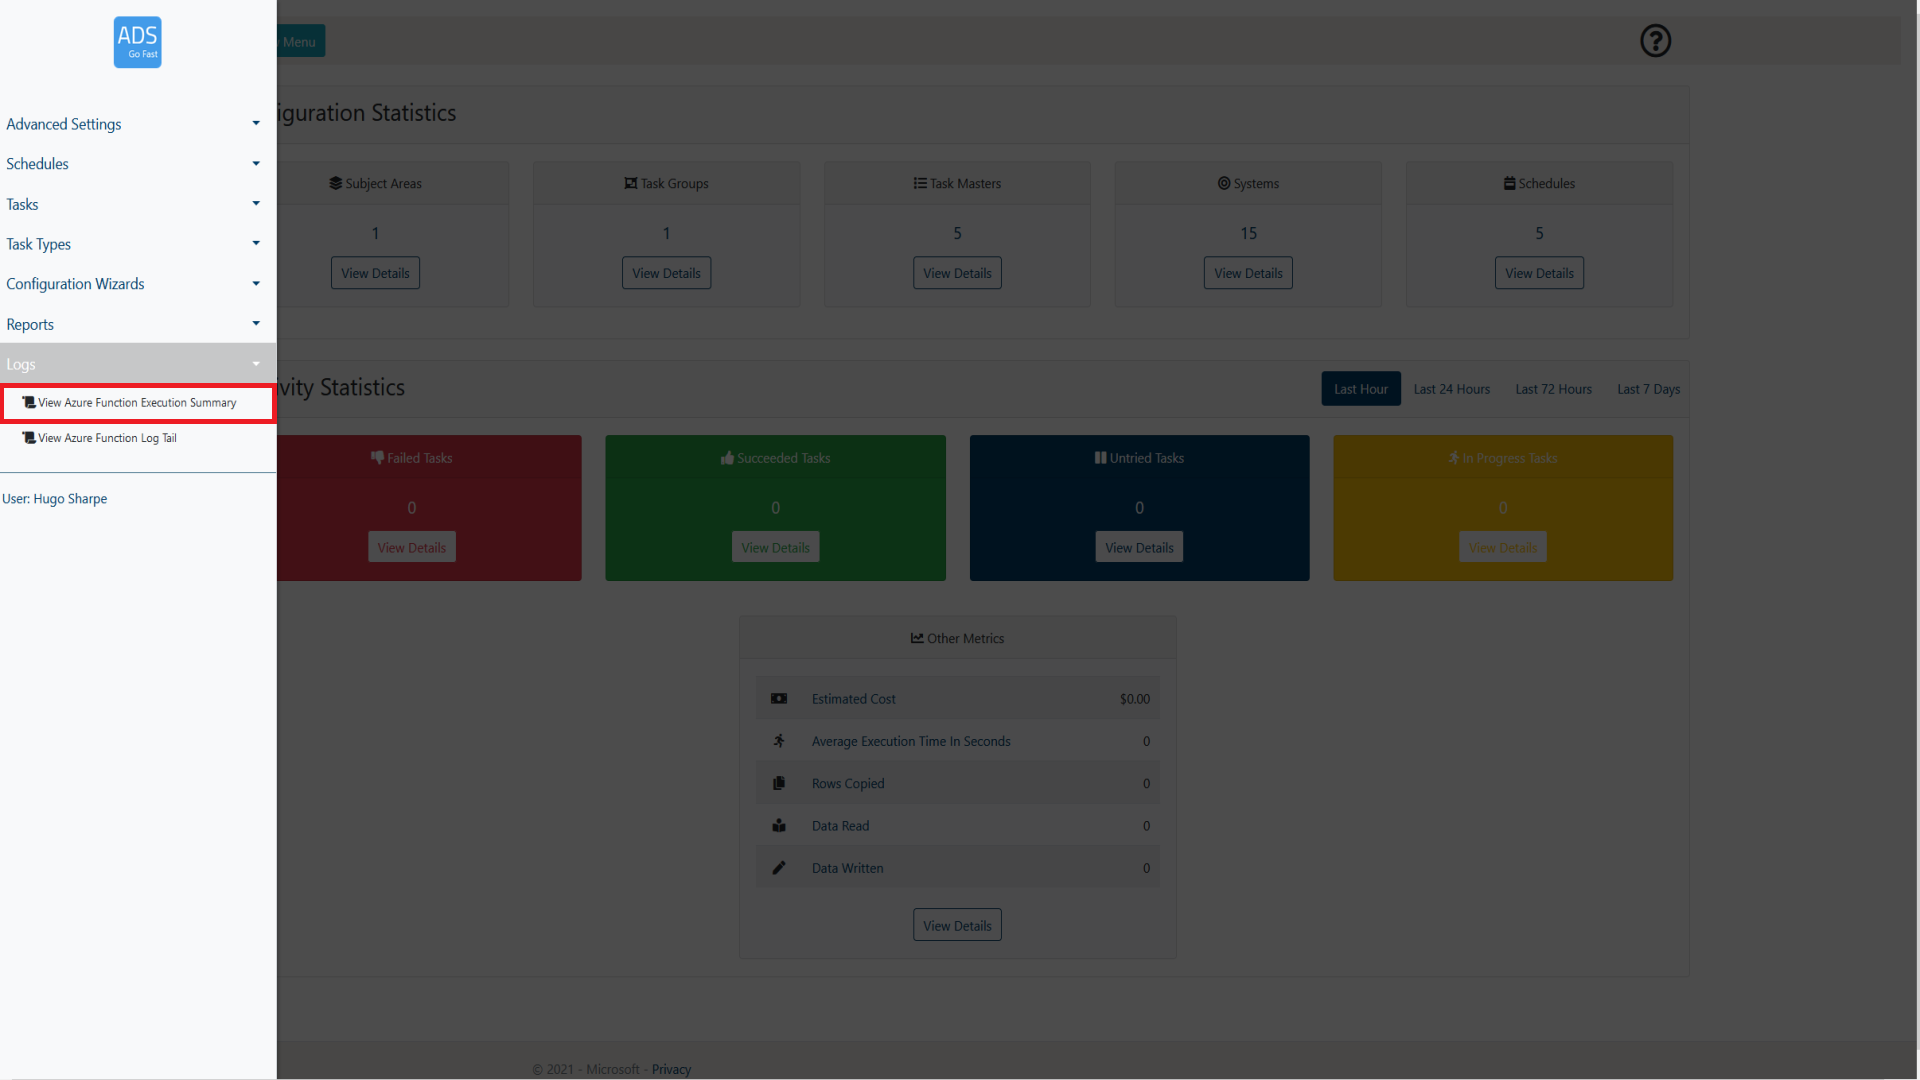 ADS
Go Fast
Menu
Advanced Settings
Schedules
Tasks
Task Types
Configuration Wizards
Reports
Logs
View Azure Function Execution Summary
View Azure Function Log Tail
User: Hugo Sharpe
iguration Statistics
Subject Areas
1
View Details
Task Groups
1
View Details
Task Masters
5
View Details
Systems
15
View Details
Schedules
5
View Details
vity Statistics
Last Hour
Last 24 Hours
Last 72 Hours
Last 7 Days
Failed Tasks
0
View Details
Succeeded Tasks
0
View Details
Untried Tasks
0
View Details
In Progress Tasks
0
View Details
Other Metrics
Estimated Cost $0.00
Average Execution Time In Seconds 0
Rows Copied 0
Data Read 0
Data Written 0
View Details
© 2021 - Microsoft - Privacy